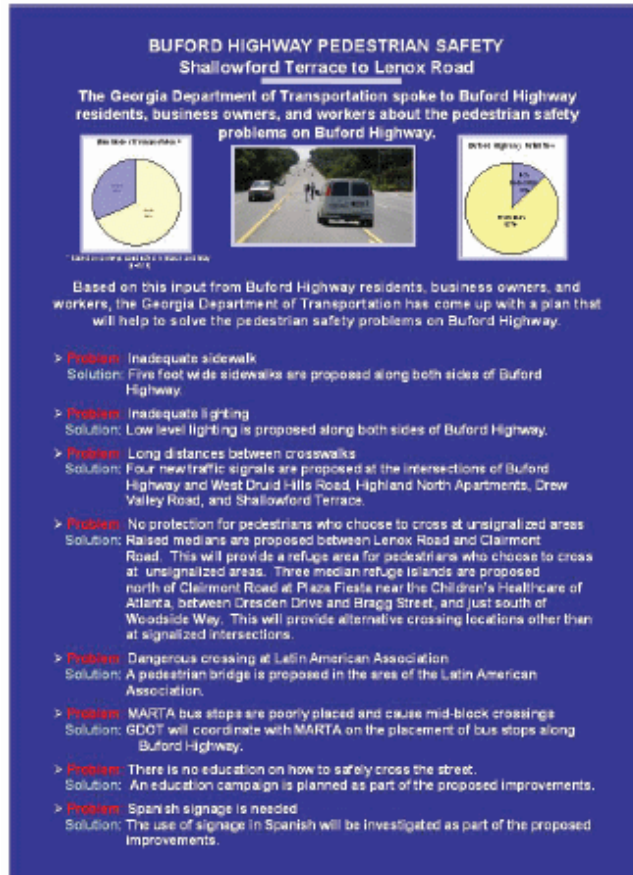 BUFORD HIGHWAY PEDESTRIAN SAFETY
Shallowford Terrace to Lenox Road
The Georgia Department of Transportation spoke to Buford Highway
residents, business owners, and workers about the pedestrian safety
problems on Buford Highway.
Based on this input from Buford Highway residents, business owners, and
workers, the Georgia Department of Transportation has come up with a plan that
will help to solve the pedestrian safety problems on Buford Highway.
➢ Problem: Inadequate sidewalk
Solution: Five foot wide sidewalks are proposed along both sides of Buford
Highway.
➢ Problem: Inadequate lighting
Solution: Low level lighting is proposed along both sides of Buford Highway.
➢ Problem: Long distances between crosswalks
Solution: Four new traffic signals are proposed at the intersections of Buford
Highway and West Druid Hills Road, Highland North Apartments, Drew
Valley Road, and Shallowford Terrace.
➢ Problem: No protection for pedestrians who choose to cross at unsignalized areas
Solution: Raised medians are proposed between Lenox Road and Clairmont
Road. This will provide a refuge area for pedestrians who choose to cross
at unsignalized areas. Three median refuge islands are proposed
north of Clairmont Road at Plaza Fiesta near the Children's Healthcare of
Atlanta, between Dresden Drive and Bragg Street, and just south of
Woodside Way. This will provide alternative crossing locations other than
at signalized intersections.
➢ Problem: Dangerous crossing at Latin American Association
Solution: A pedestrian bridge is proposed in the area of the Latin American
Association.
➢ Problem: MARTA bus stops are poorly placed and cause mid-block crossings
Solution: GDOT will coordinate with MARTA on the placement of bus stops along
Buford Highway.
➢ Problem: There is no education on how to safely cross the street.
Solution: An education campaign is planned as part of the proposed improvements.
➢ Problem: Spanish signage is needed
Solution: The use of signage in Spanish will be investigated as part of the proposed
improvements.